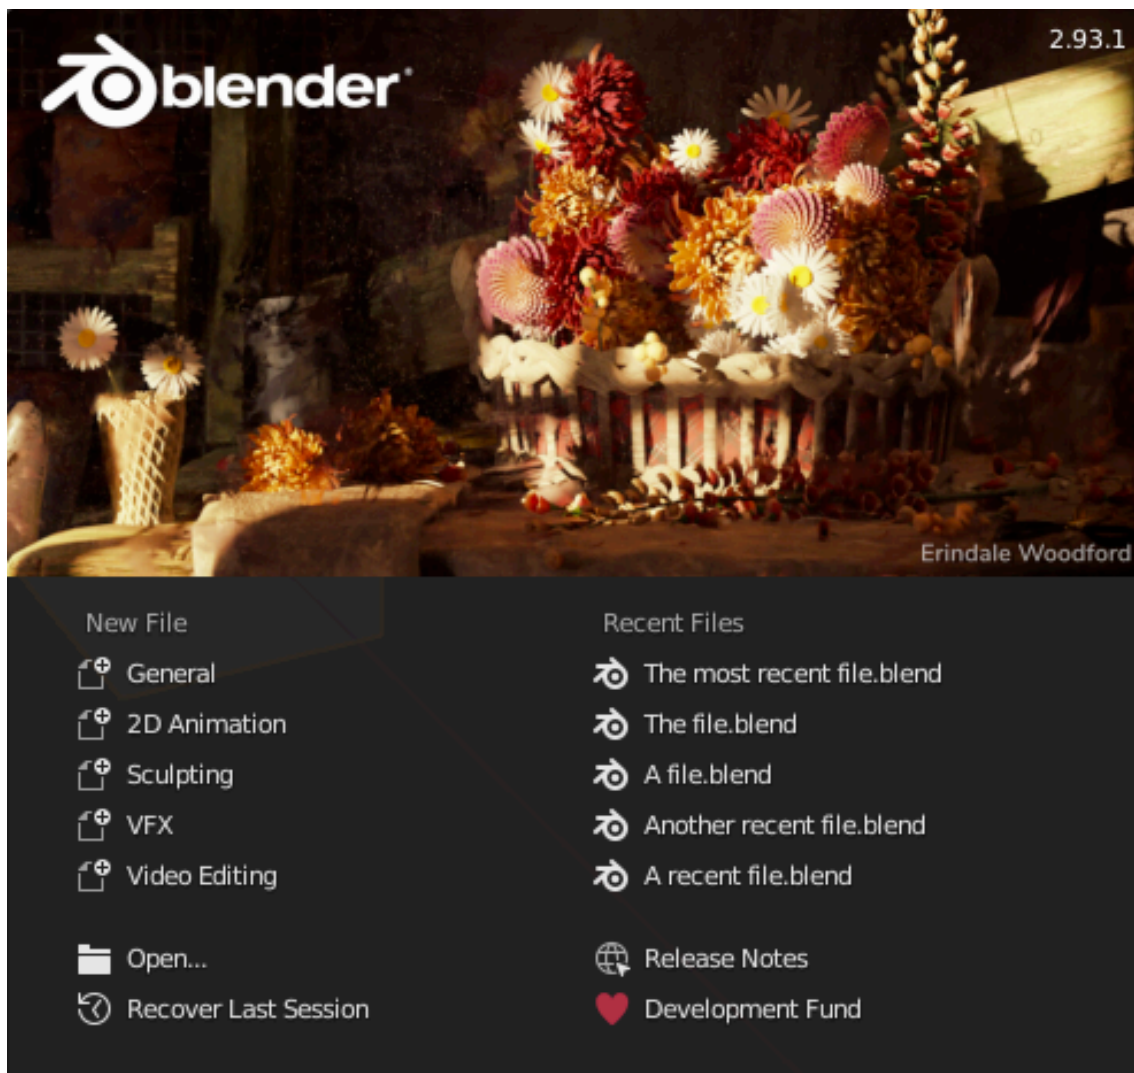 blender
2.93.1
Erindale Woodford
New File
General
2D Animation
Sculpting
VFX
Video Editing
Open...
Recover Last Session
Recent Files
The most recent file.blend
The file.blend
A file.blend
Another recent file.blend
A recent file.blend
Release Notes
Development Fund